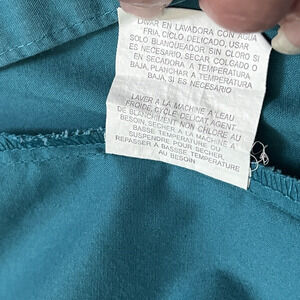 LAVAR EN LAVADORA CON AGUA
FRIA, CICLO DELICADO, USAR
SOLO BLANQUEADOR SIN CLORO SI
ES NECESARIO, SECAR COLGADO O
EN SECADORA A TEMPERATURA
BAJA, PLANCHAR A TEMPERATURA
BAJA, SI ES NECESARIO
LAVER A LA MACHINE A L'EAU
FROIDE, CYCLE DELICAT, AGENT
DE BLANCHIMENT NON CHLORE AU
BESOIN, SECHER A LA MACHINE A
BASSE TEMPERATURE OU
SUSPENDRE POUR SECHER,
REPASSER A BASSSE TEMPERATURE
AU BESOIN